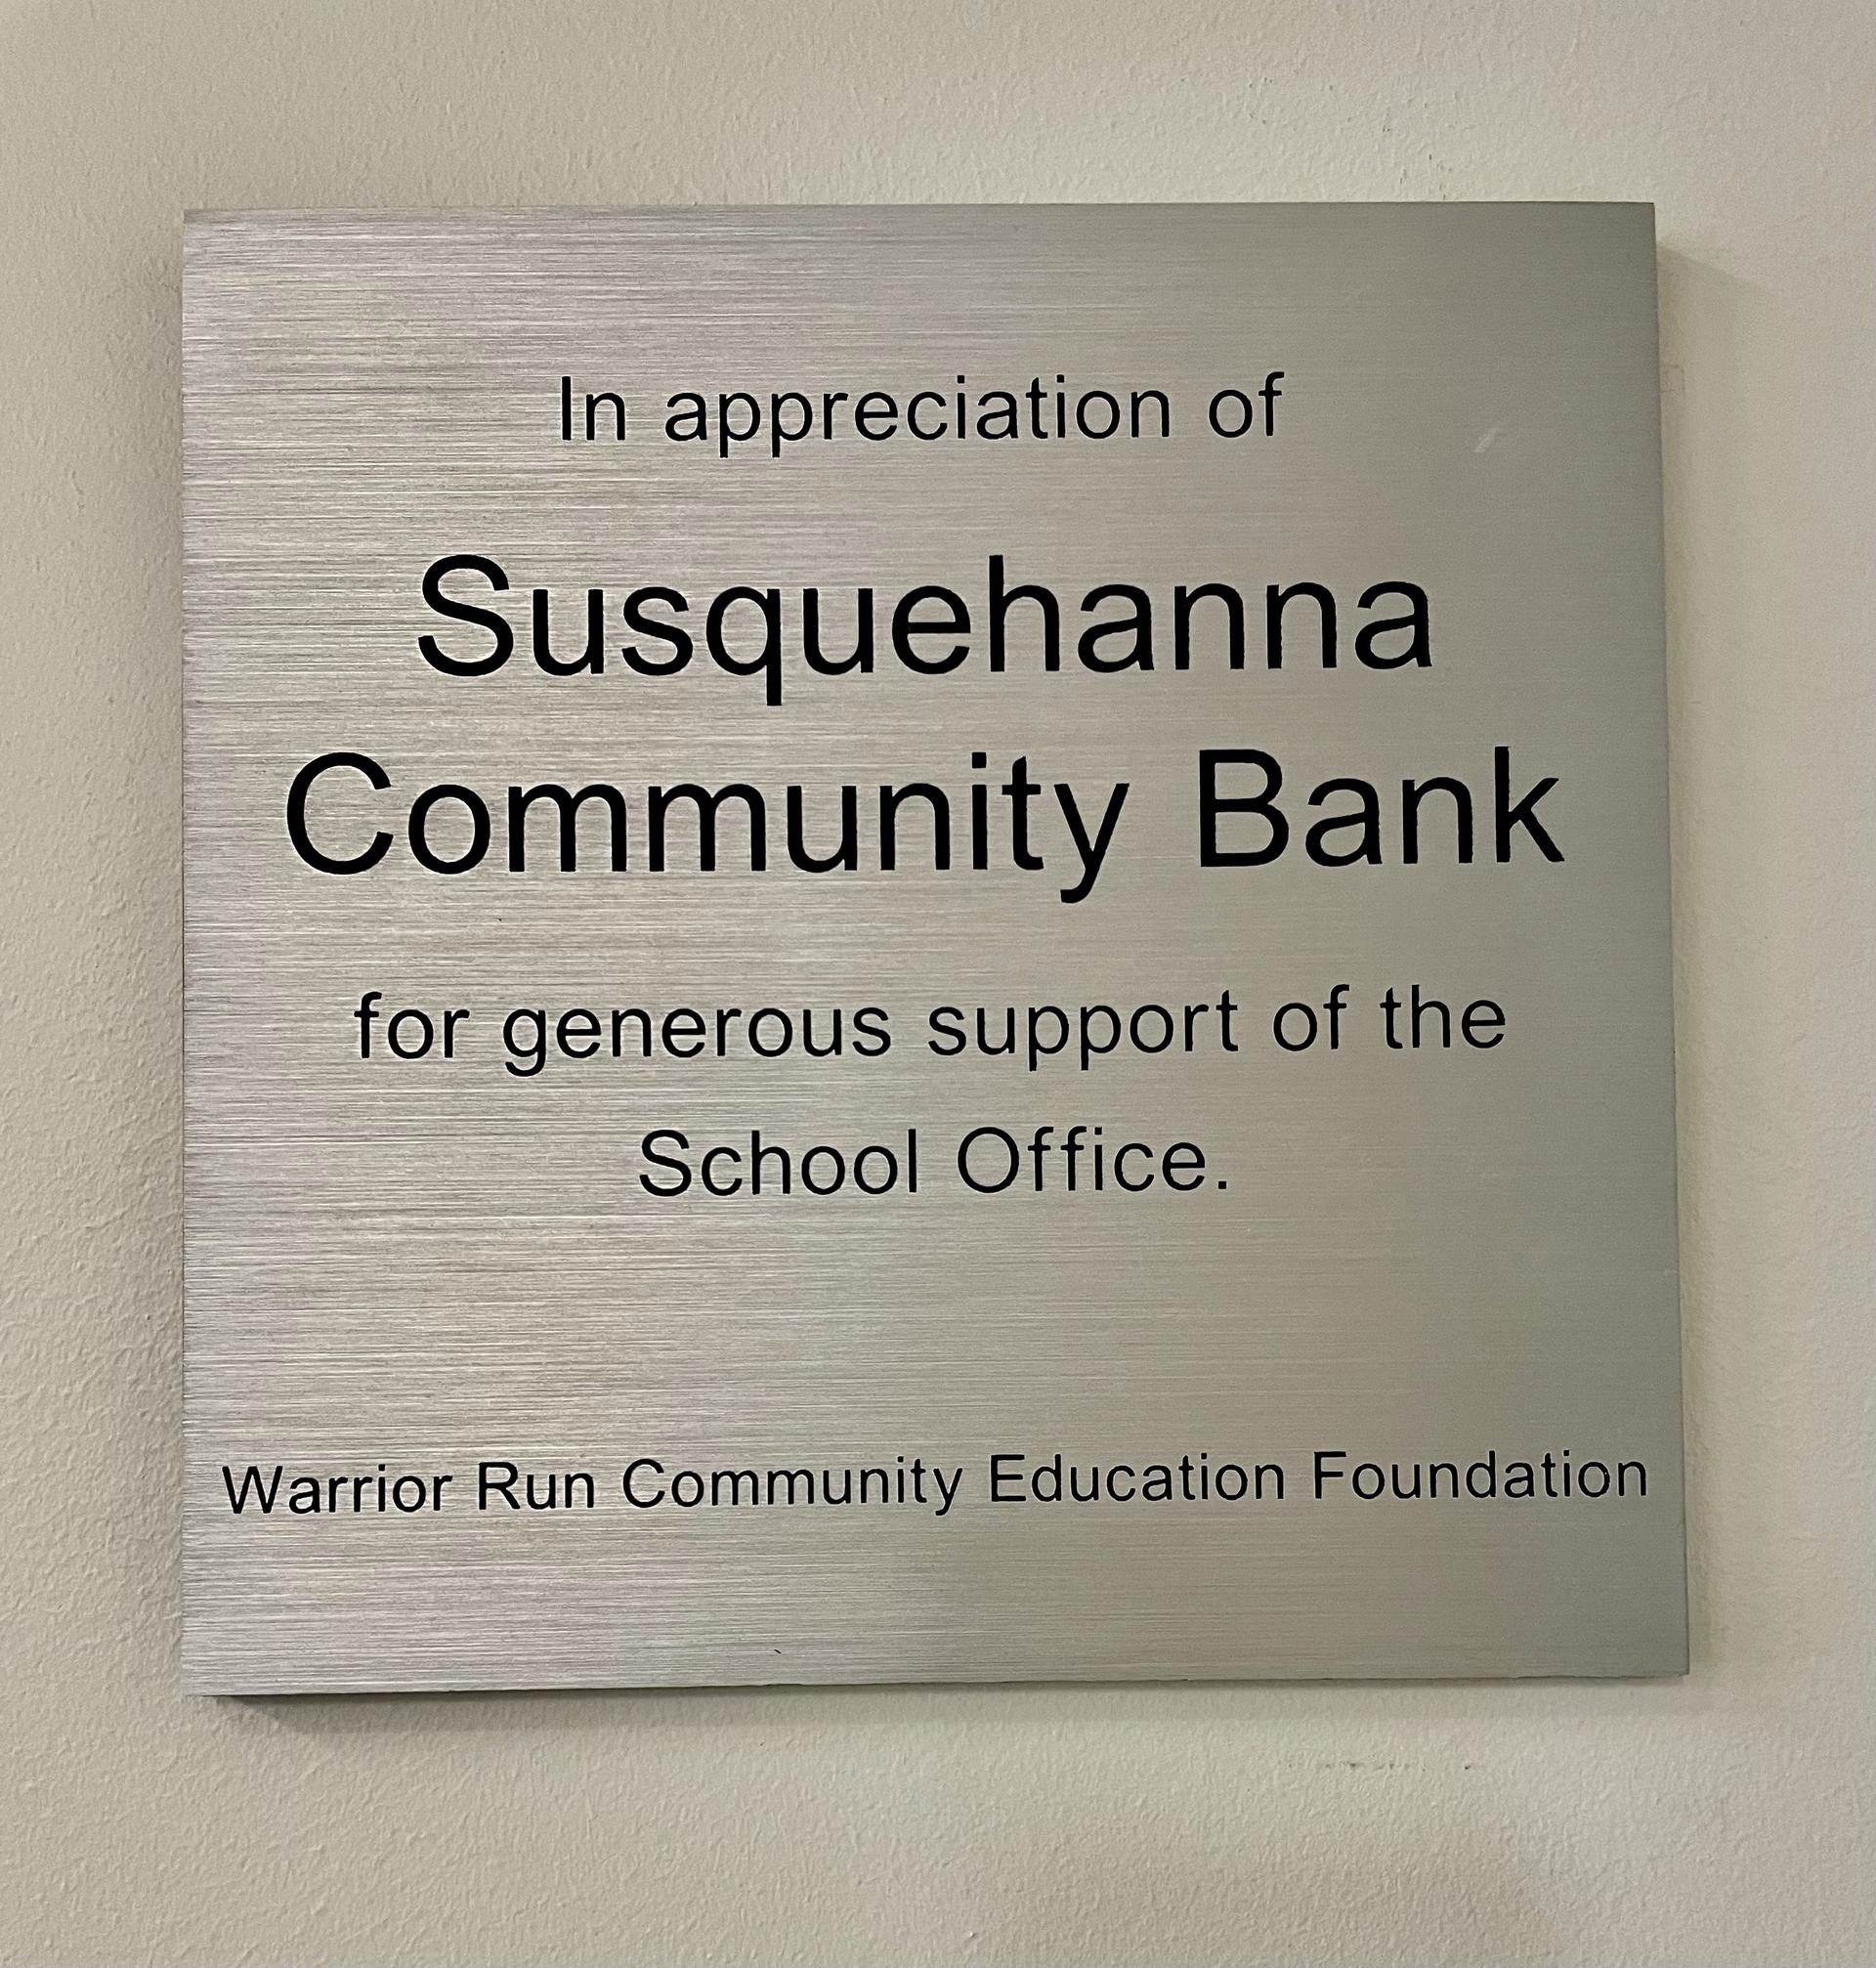 In appreciation of
Susquehanna
Community Bank
for generous support of the
School Office.
Warrior Run Community Education Foundation